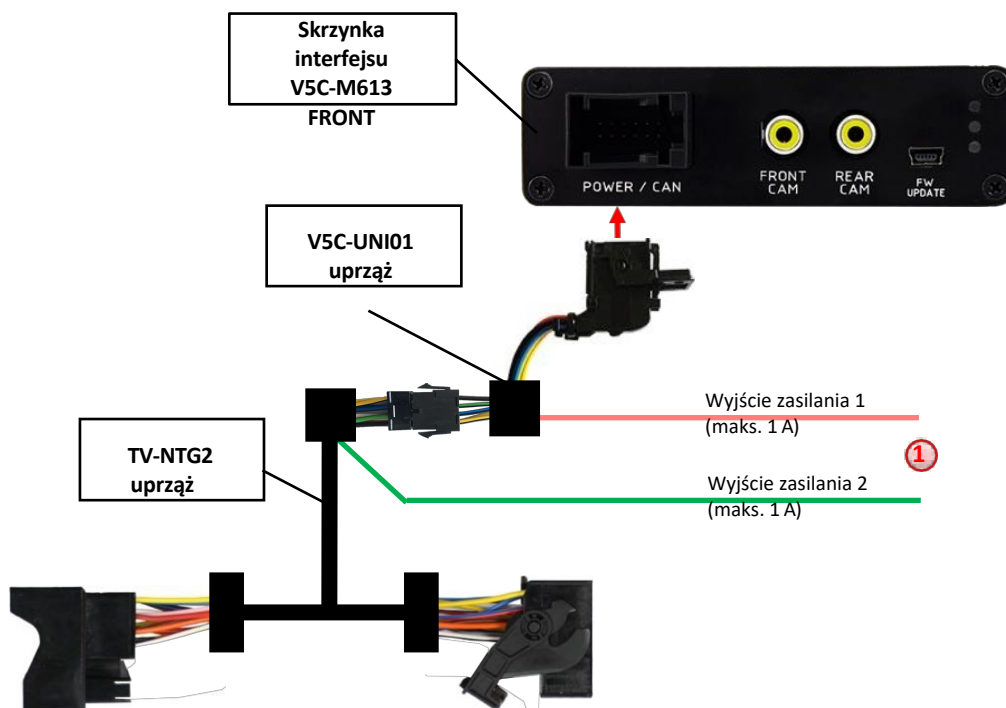 Skrzynka
interfejsu
V5C-M613
FRONT
POWER / CAN
FRONT
CAM
REAR
CAM
FW
UPDATE
V5C-UNI01
uprząż
Wyjście zasilania 1
(maks. 1 A)
1
TV-NTG2
uprząż
Wyjście zasilania 2
(maks. 1 A)